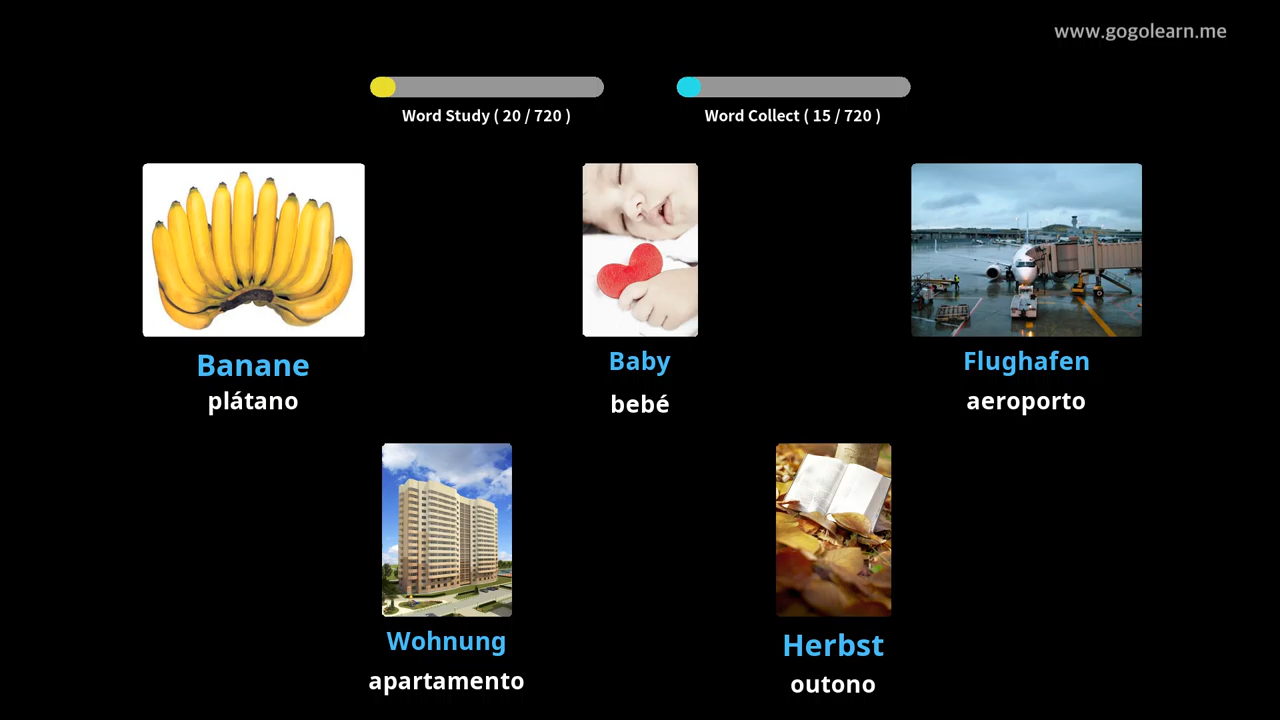 www.gogolearn.me
Word Study ( 20 / 720 )
Word Collect ( 15 / 720 )
Banane
plátano
Baby
bebé
Flughafen
aeroporto
Wohnung
apartamento
Herbst
outono